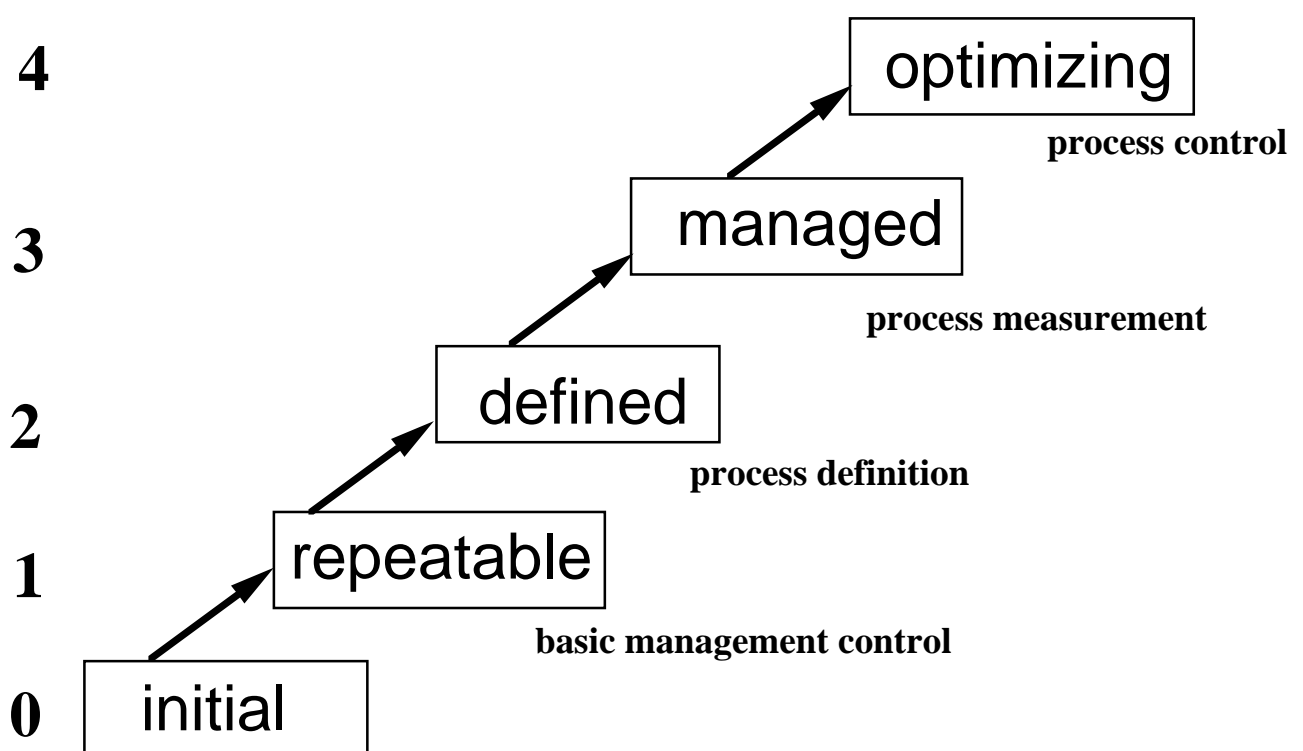 4
optimizing
process control
3
managed
process measurement
2
defined
process definition
1
repeatable
basic management control
0
initial